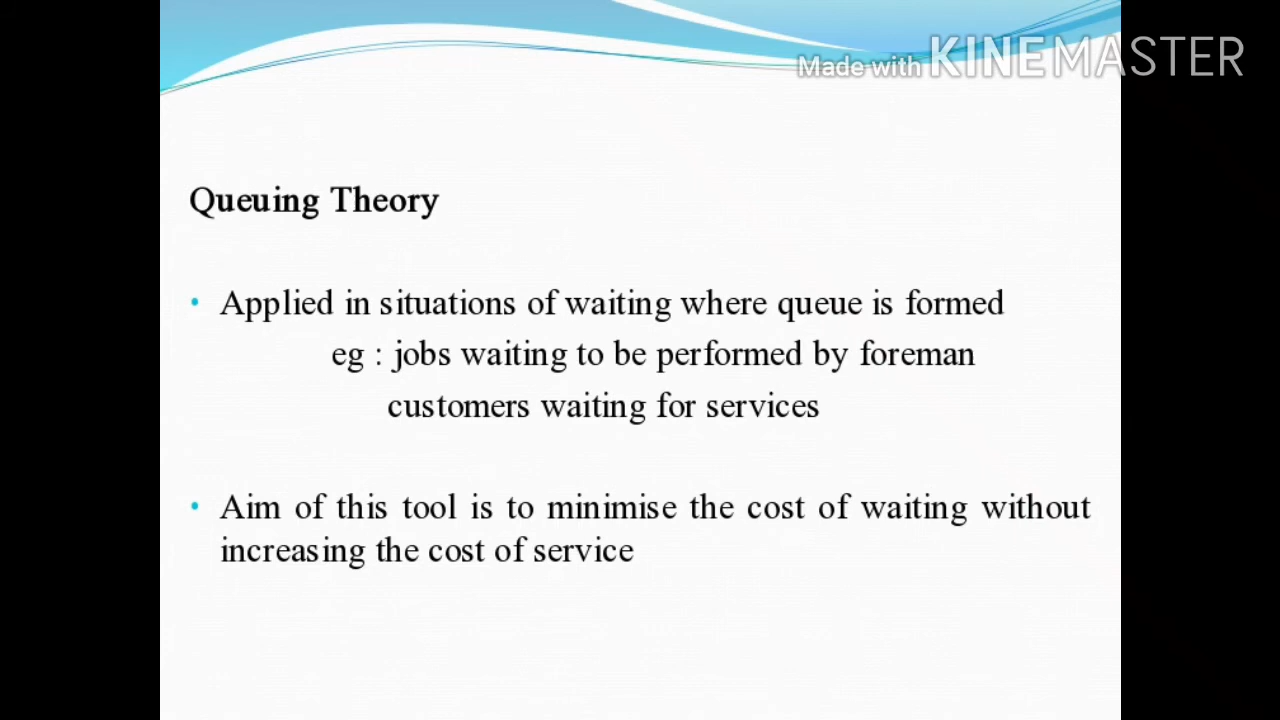 Made with KINEMASTER
Queuing Theory
• Applied in situations of waiting where queue is formed
eg : jobs waiting to be performed by foreman
customers waiting for services
• Aim of this tool is to minimise the cost of waiting without
increasing the cost of service